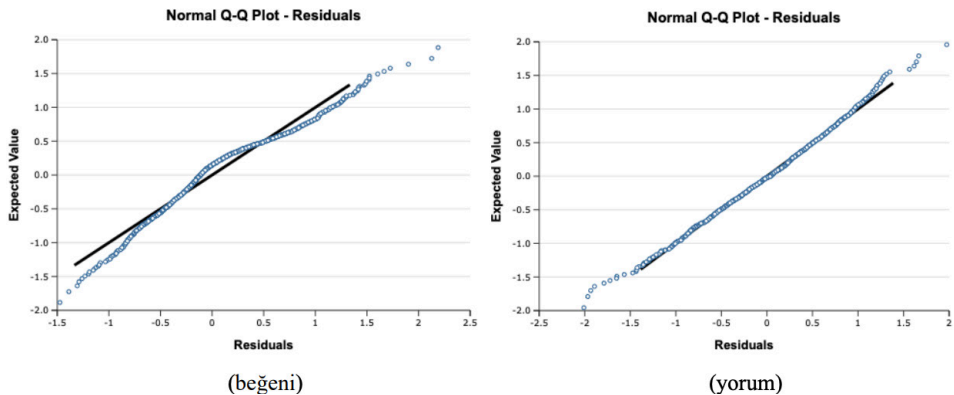 Normal Q-Q Plot - Residuals
Expected Value
2.0
1.5
1.0
0.5
0.0
-0.5
-1.0
-1.5
-2.0
-1.5 -1 -0.5 0 0.5 1 1.5 2 2.5
Residuals
(beğeni)
Normal Q-Q Plot - Residuals
Expected Value
2.0
1.5
1.0
0.5
0.0
-0.5
-1.0
-1.5
-2.0
-2.5 -2 -1.5 -1 -0.5 0 0.5 1 1.5 2
Residuals
(yorum)